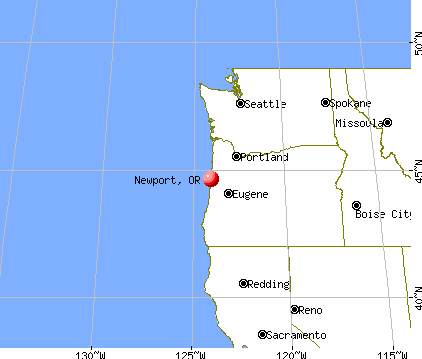 50°N
Seattle
Spokane
Missoula
Portland
45°N
Newport, OR
Eugene
Boise City
Redding
40°N
Reno
Sacramento
130°W
125°W
120°W
115°W